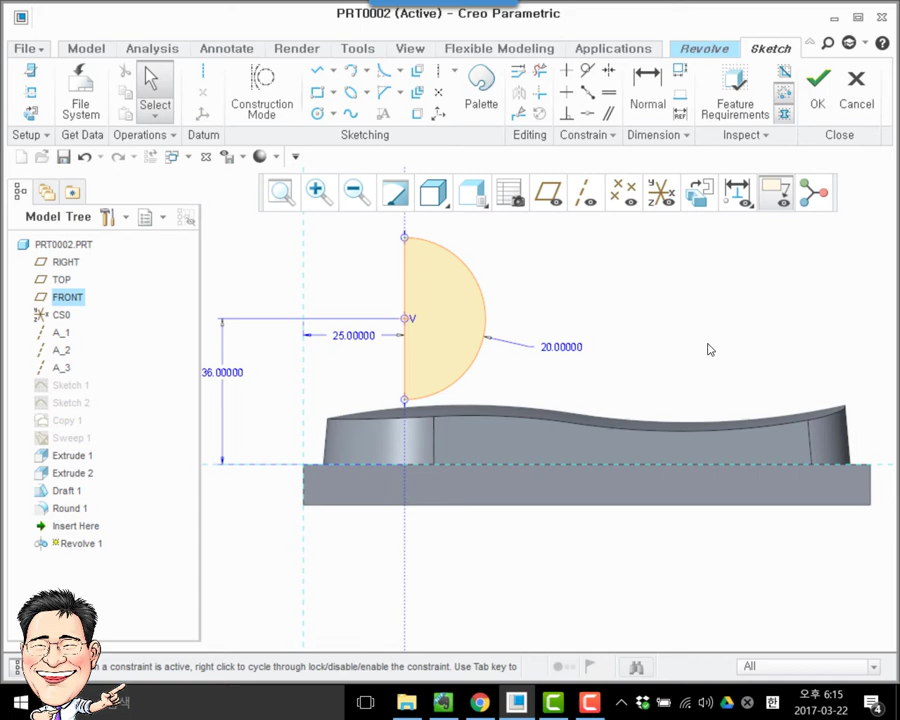 PRT0002 (Active) - Creo Parametric
File
Model
Analysis
Annotate
Render
Tools
View
Flexible Modeling
Applications
Revolve
Sketch
File System
Select
Construction Mode
Palette
Normal
Feature Requirements
OK
Cancel
Setup
Get Data
Operations
Datum
Sketching
Editing
Constrain
Dimension
Inspect
Close
Model Tree
PRT0002.PRT
RIGHT
TOP
FRONT
CS0
A_1
A_2
A_3
Sketch 1
Sketch 2
Copy 1
Sweep 1
Extrude 1
Extrude 2
Draft 1
Round 1
Insert Here
Revolve 1
V
25.00000
20.00000
36.00000
a constraint is active, right click to cycle through lock/disable/enable the constraint. Use Tab key to
All
한
오후 6:15
2017-03-22
4